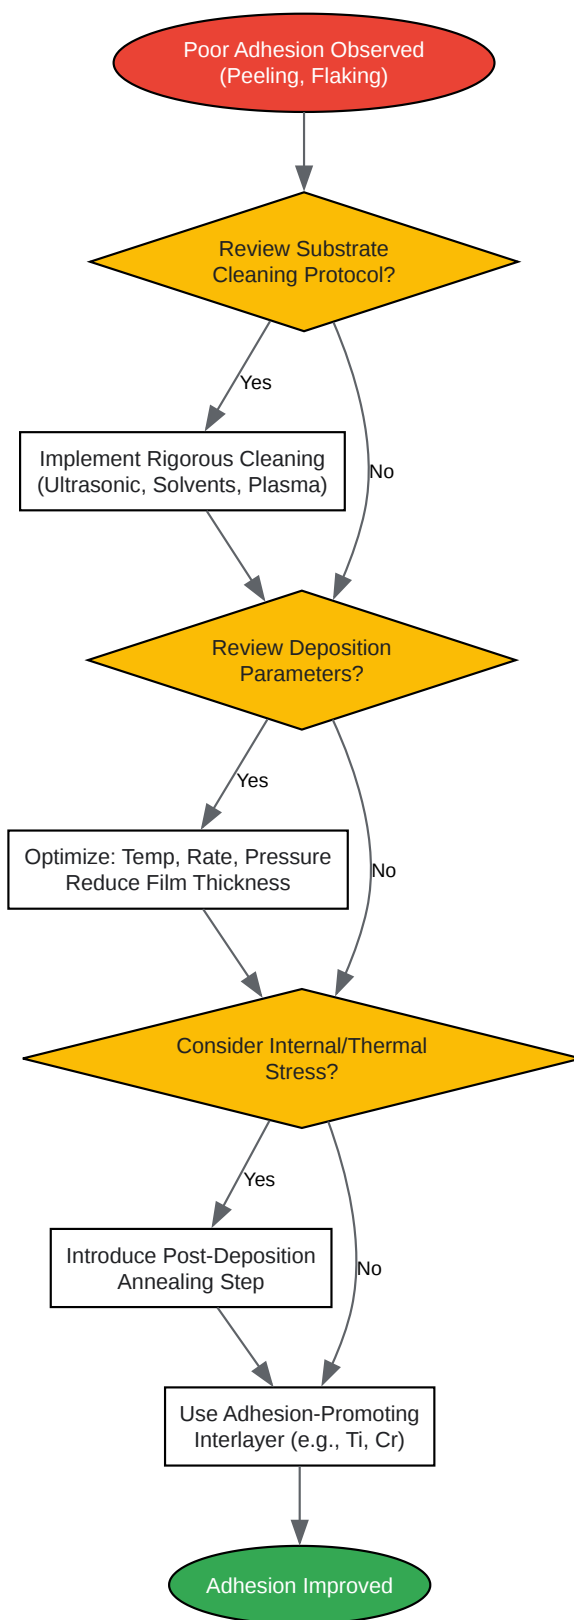 Poor Adhesion Observed
(Peeling, Flaking)
Review Substrate
Cleaning Protocol?
Yes
Implement Rigorous Cleaning
(Ultrasonic, Solvents, Plasma)
No
Review Deposition
Parameters?
Yes
Optimize: Temp, Rate, Pressure
Reduce Film Thickness
No
Consider Internal/Thermal
Stress?
Yes
Introduce Post-Deposition
Annealing Step
No
Use Adhesion-Promoting
Interlayer (e.g., Ti, Cr)
Adhesion Improved